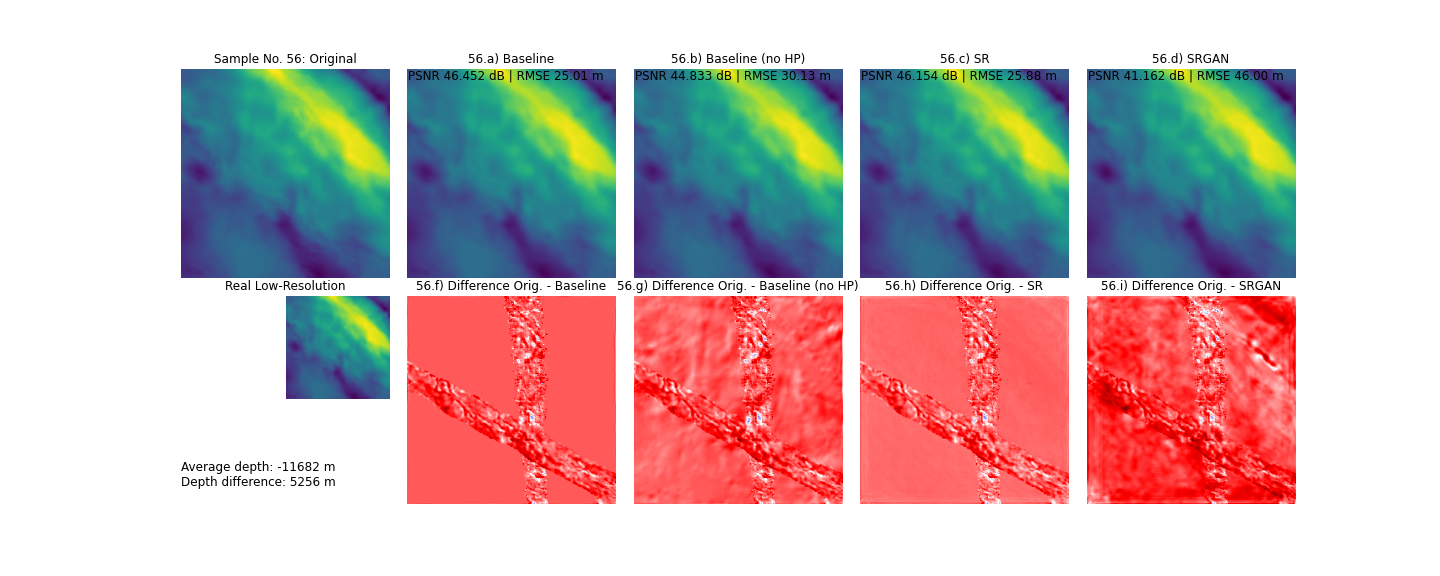 Sample No. 56: Original
56.a) Baseline
56.b) Baseline (no HP)
56.c) SR
56.d) SRGAN
PSNR 46.452 dB | RMSE 25.01 m
PSNR 44.833 dB | RMSE 30.13 m
PSNR 46.154 dB | RMSE 25.88 m
PSNR 41.162 dB | RMSE 46.00 m
Real Low-Resolution
56.f) Difference Orig. - Baseline
56.g) Difference Orig. - Baseline (no HP)
56.h) Difference Orig. - SR
56.i) Difference Orig. - SRGAN
Average depth: -11682 m
Depth difference: 5256 m